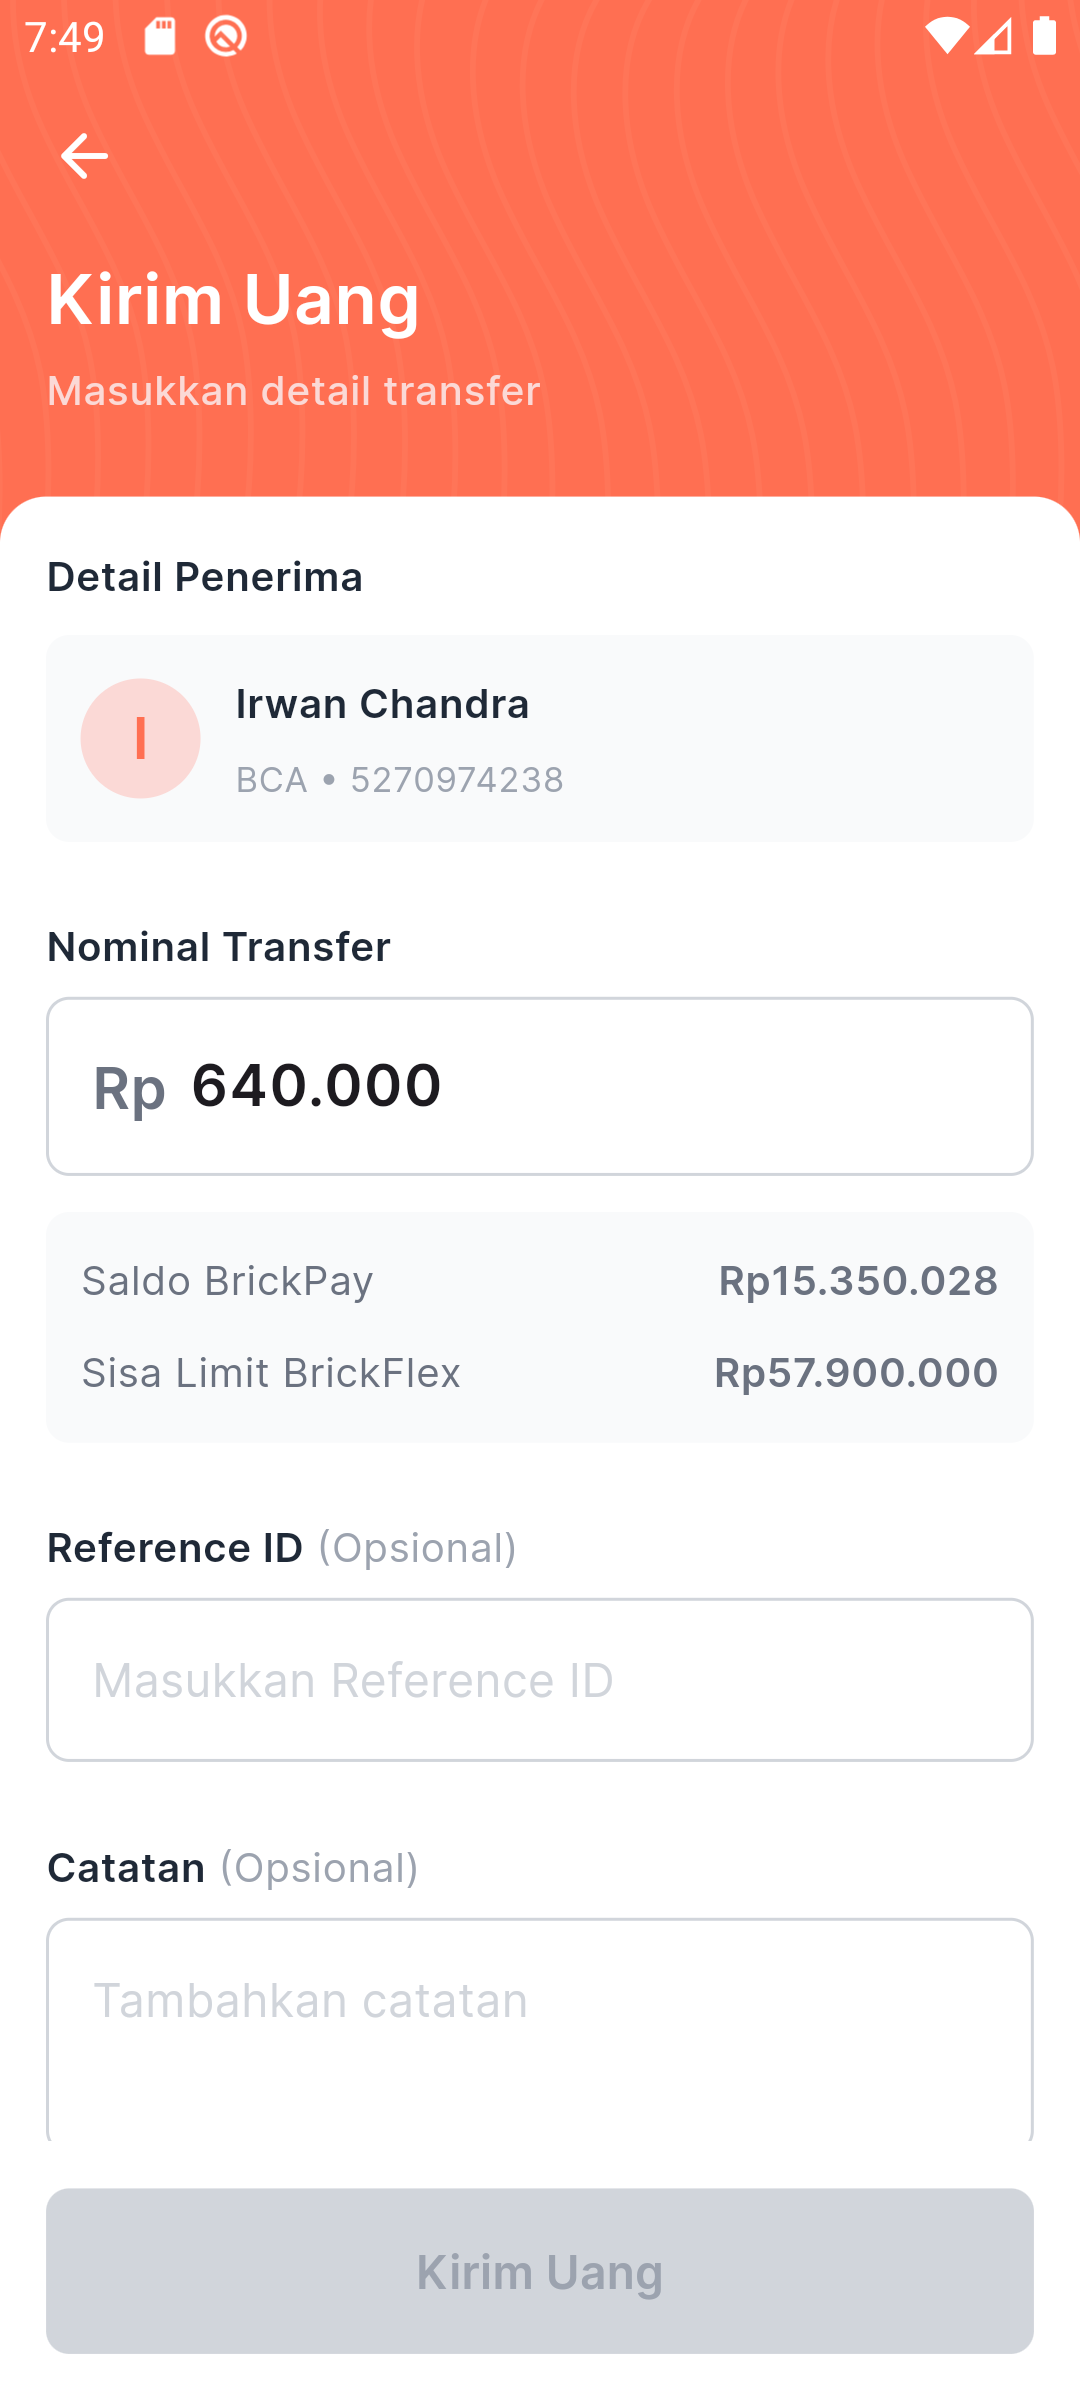 7:49
Kirim Uang
Masukkan detail transfer
Detail Penerima
I
Irwan Chandra
BCA • 5270974238
Nominal Transfer
Rp 640.000
Saldo BrickPay Rp15.350.028
Sisa Limit BrickFlex Rp57.900.000
Reference ID (Opsional)
Masukkan Reference ID
Catatan (Opsional)
Tambahkan catatan
Kirim Uang